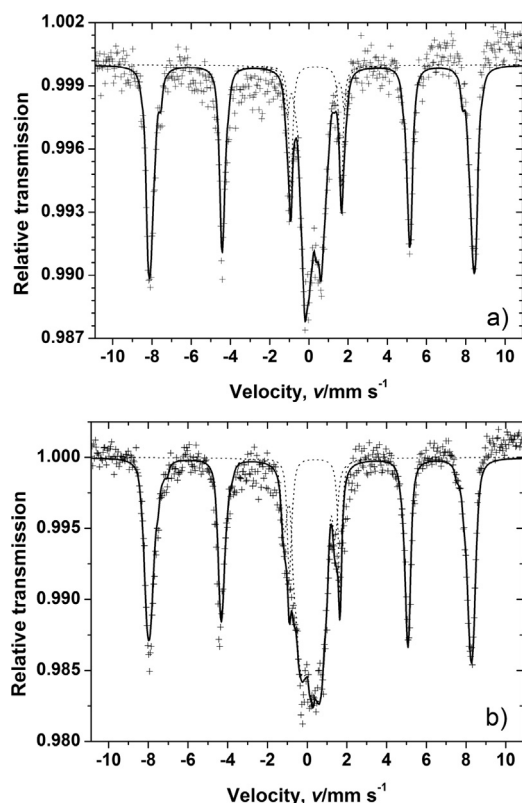 1.002
0.999
0.996
0.993
0.990
0.987
Relative transmission
a)
-10 -8 -6 -4 -2 0 2 4 6 8 10
Velocity, v/mm s⁻¹
1.000
0.995
0.990
0.985
0.980
Relative transmission
b)
-10 -8 -6 -4 -2 0 2 4 6 8 10
Velocity, v/mm s⁻¹